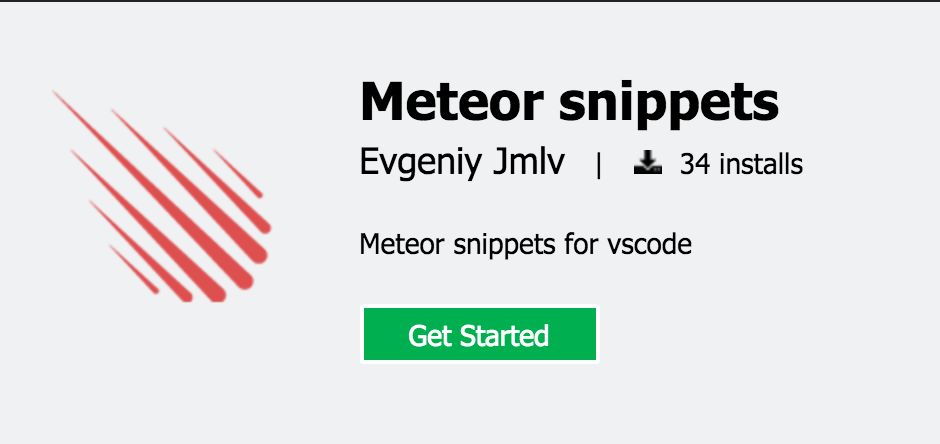 Meteor snippets
Evgeniy Jmlv | 34 installs
Meteor snippets for vscode
Get Started